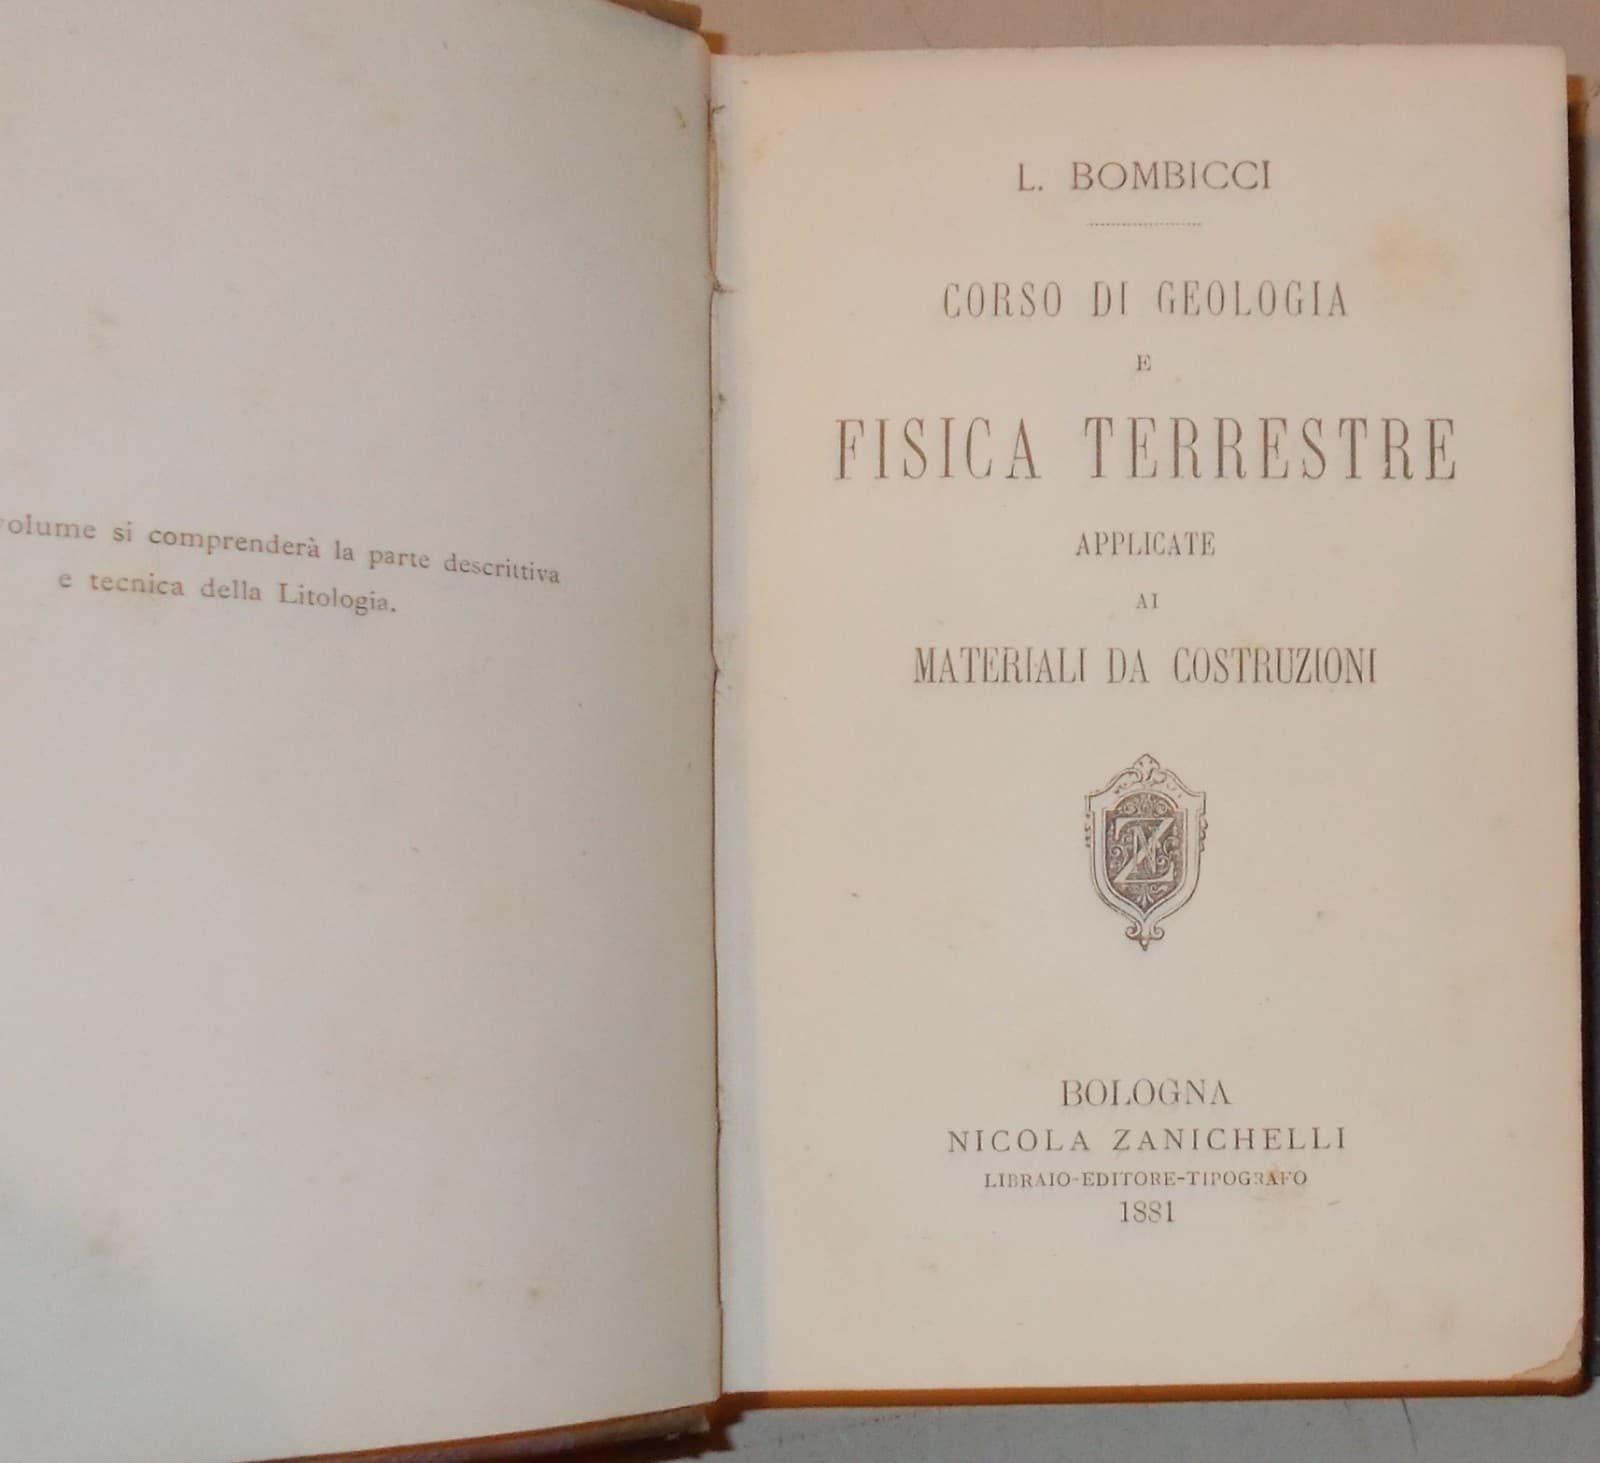 volume si comprenderà la parte descrittiva
e tecnica della Litologia.
L. BOMBICCI
CORSO DI GEOLOGIA
E
FISICA TERRESTRE
APPLICATE
AI
MATERIALI DA COSTRUZIONI
NZ
BOLOGNA
NICOLA ZANICHELLI
LIBRAIO-EDITORE-TIPOGRAFO
1881